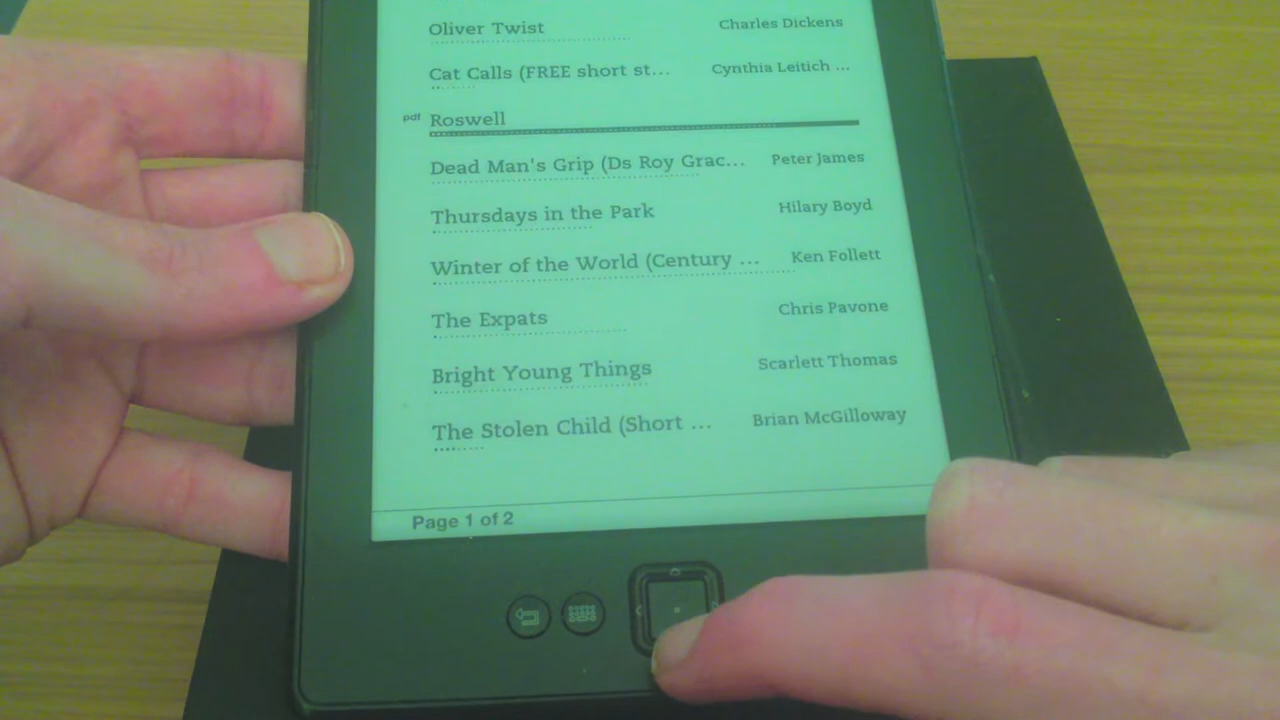 Oliver Twist Charles Dickens
Cat Calls (FREE short st... Cynthia Leitich ...
pdf Roswell
Dead Man's Grip (Ds Roy Grac... Peter James
Thursdays in the Park Hilary Boyd
Winter of the World (Century ... Ken Follett
The Expats Chris Pavone
Bright Young Things Scarlett Thomas
The Stolen Child (Short ... Brian McGilloway
Page 1 of 2